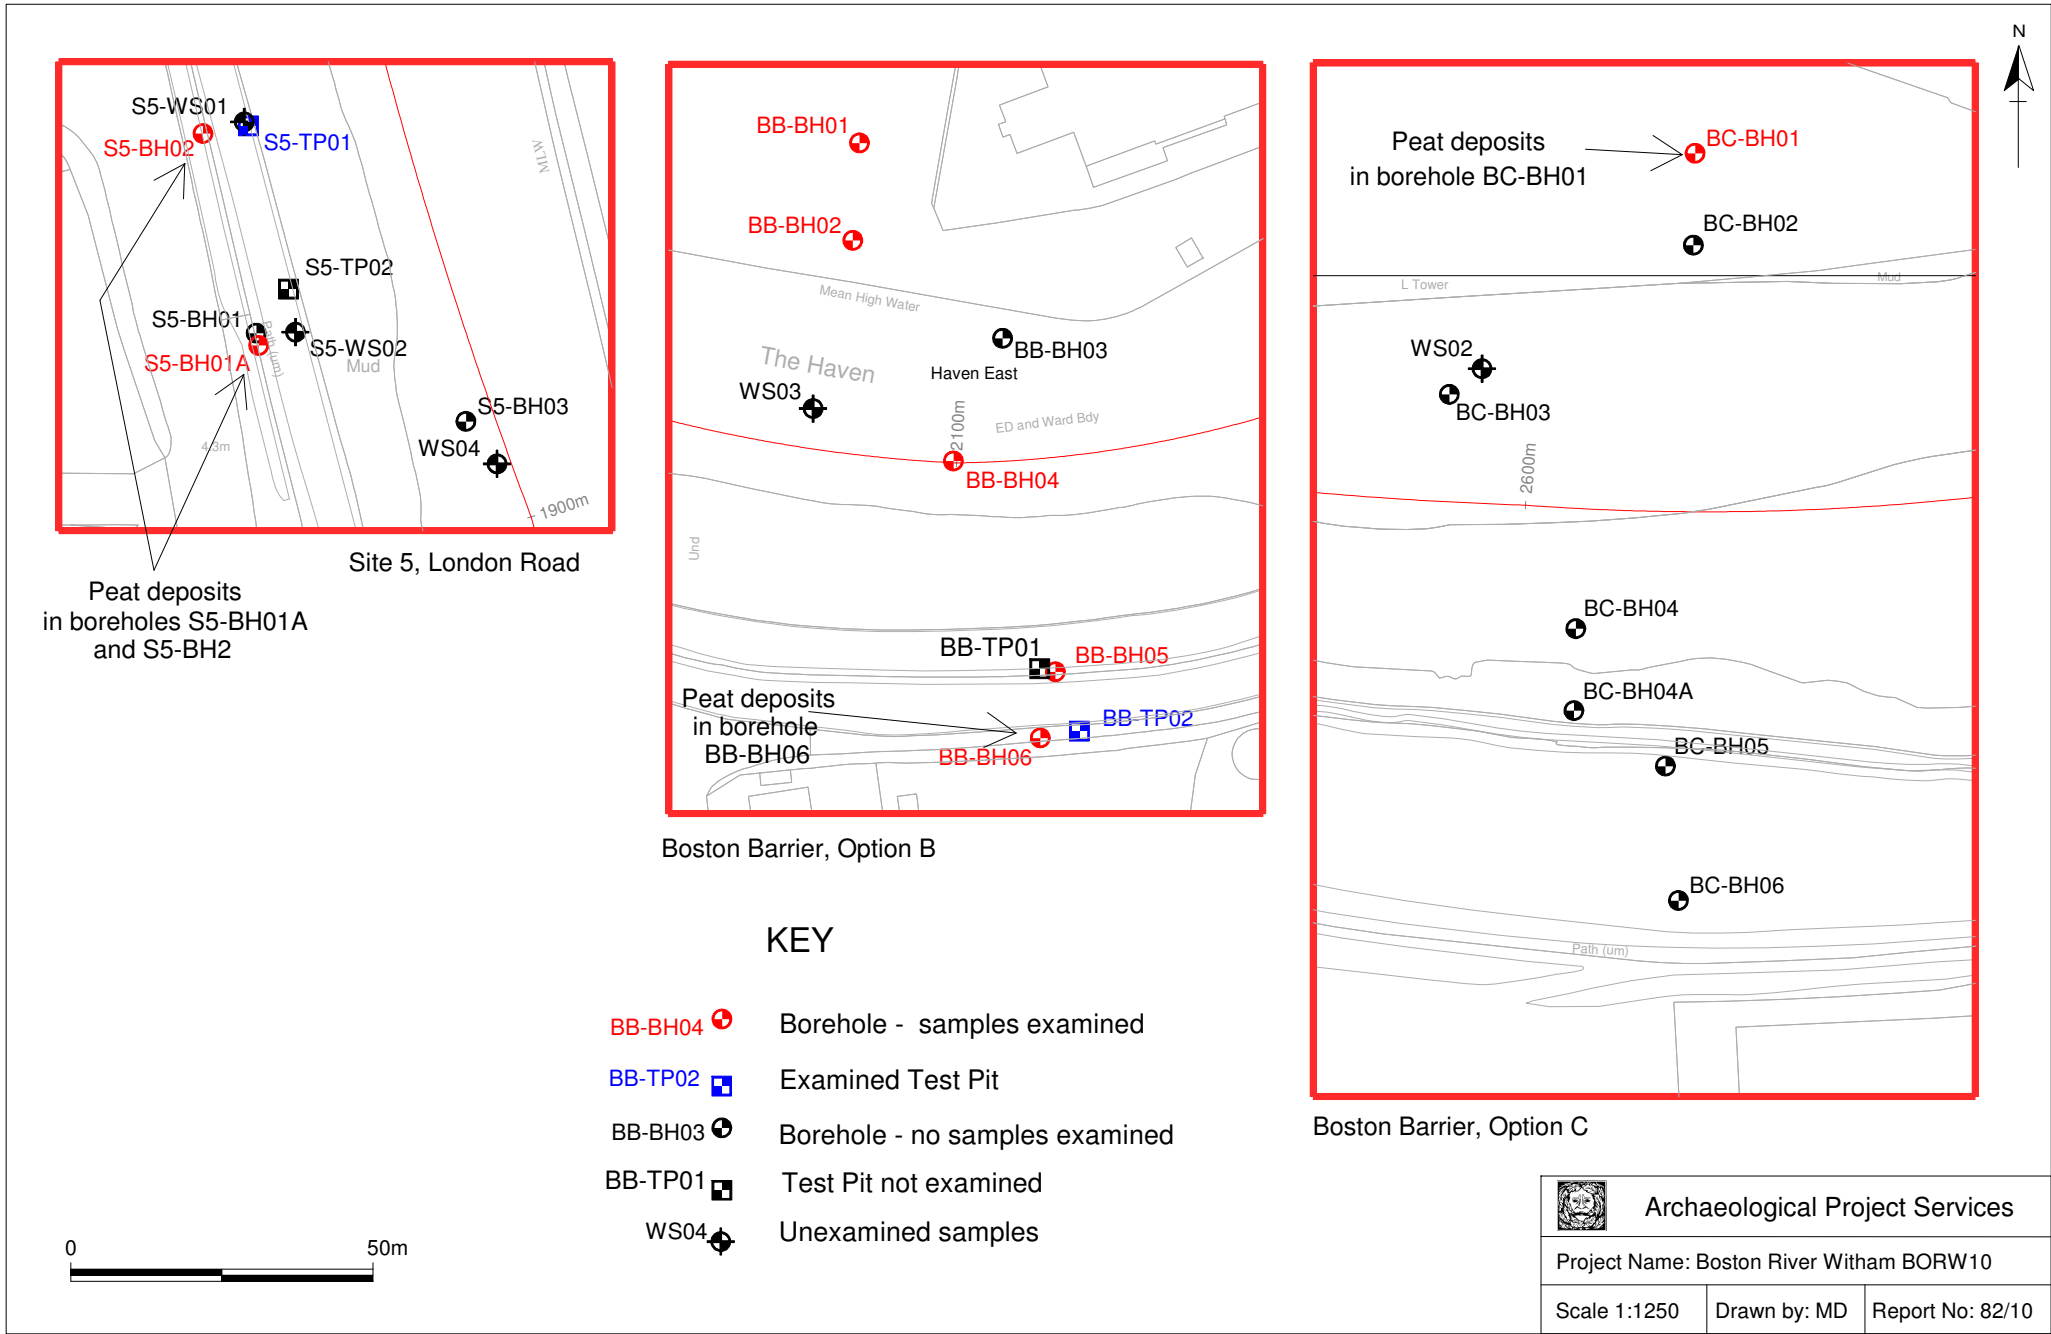 N
S5-WS01
S5-BH02
S5-TP01
MLW
S5-TP02
S5-BH01
S5-BH01A
Path (um)
S5-WS02
Mud
S5-BH03
4.3m
WS04
1900m
Site 5, London Road
Peat deposits
in boreholes S5-BH01A
and S5-BH2
BB-BH01
BB-BH02
Mean High Water
BB-BH03
The Haven
Haven East
WS03
2100m
ED and Ward Bdy
BB-BH04
Und
BB-TP01
BB-BH05
Peat deposits
in borehole
BB-BH06
BB-TP02
BB-BH06
Boston Barrier, Option B
Peat deposits
in borehole BC-BH01
BC-BH01
BC-BH02
L Tower
Mud
WS02
BC-BH03
2600m
BC-BH04
BC-BH04A
BC-BH05
BC-BH06
Path (um)
Boston Barrier, Option C
KEY
BB-BH04 Borehole - samples examined
BB-TP02 Examined Test Pit
BB-BH03 Borehole - no samples examined
BB-TP01 Test Pit not examined
WS04 Unexamined samples
0 50m
Archaeological Project Services
Project Name: Boston River Witham BORW10
Scale 1:1250 Drawn by: MD Report No: 82/10